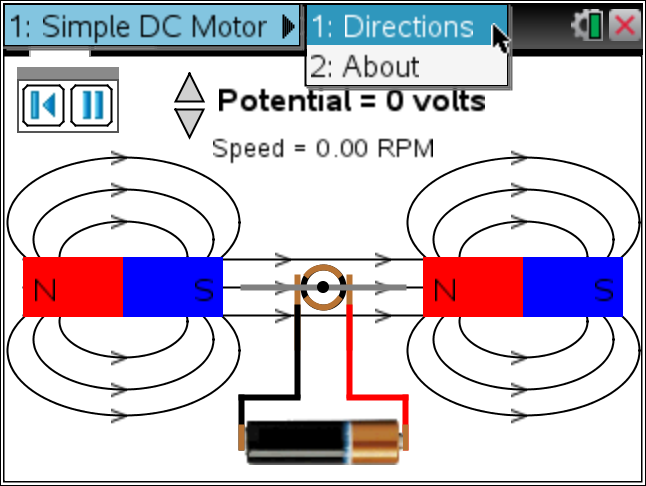 1: Simple DC Motor
1: Directions
2: About
Potential = 0 volts
Speed = 0.00 RPM
N S N S